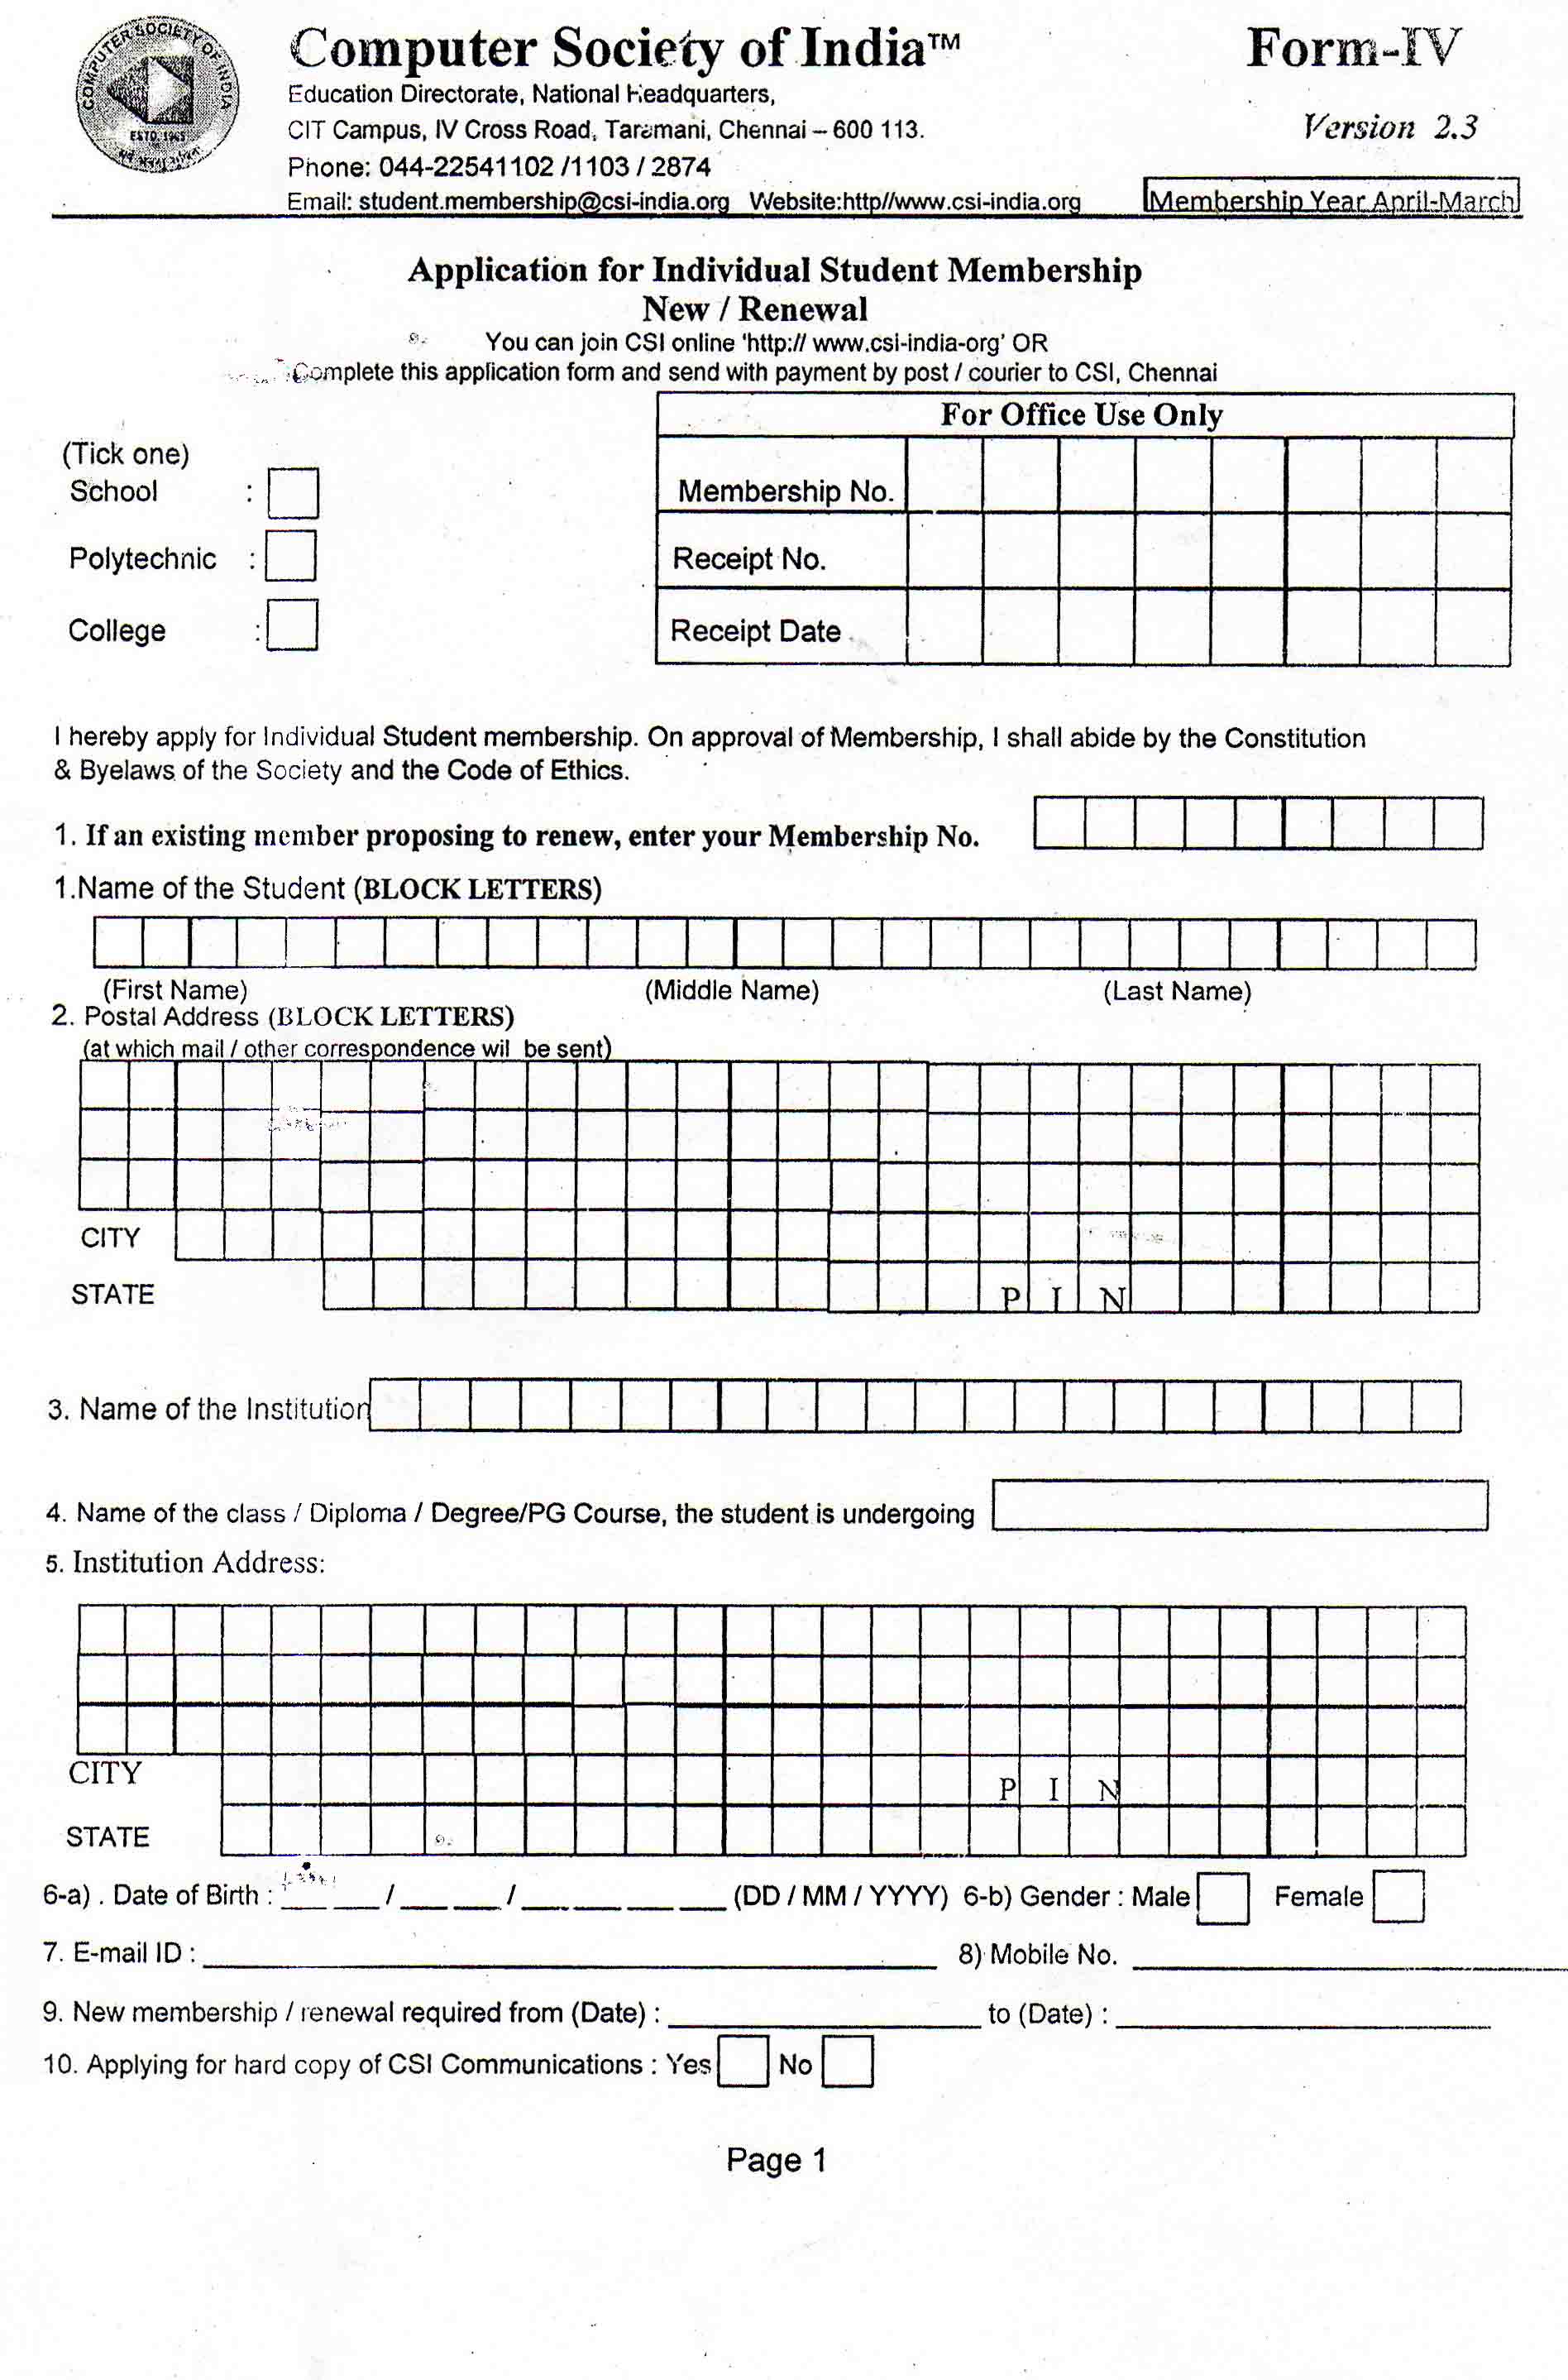 COMPUTER SOCIETY OF INDIA
ESTD. 1965
Computer Society of India™
Form-IV
Education Directorate, National Headquarters,
CIT Campus, IV Cross Road, Taramani, Chennai – 600 113.
Version 2.3
Phone: 044-22541102 /1103 / 2874
Email: student.membership@csi-india.org Website:http//www.csi-india.org
Membership Year April-March
Application for Individual Student Membership
New / Renewal
You can join CSI online 'http:// www.csi-india-org' OR
Complete this application form and send with payment by post / courier to CSI, Chennai
For Office Use Only
(Tick one)
School :
Membership No.
Polytechnic :
Receipt No.
College :
Receipt Date
I hereby apply for Individual Student membership. On approval of Membership, I shall abide by the Constitution
& Byelaws of the Society and the Code of Ethics.
1. If an existing member proposing to renew, enter your Membership No.
1.Name of the Student (BLOCK LETTERS)
(First Name) (Middle Name) (Last Name)
2. Postal Address (BLOCK LETTERS)
(at which mail / other correspondence wil be sent)
CITY
STATE P I N
3. Name of the Institution
4. Name of the class / Diploma / Degree/PG Course, the student is undergoing
5. Institution Address:
CITY P I N
STATE
6-a) . Date of Birth : __ __ / __ __ / __ __ __ __ (DD / MM / YYYY) 6-b) Gender : Male Female
7. E-mail ID : 8) Mobile No.
9. New membership / renewal required from (Date) : to (Date) :
10. Applying for hard copy of CSI Communications : Yes No
Page 1